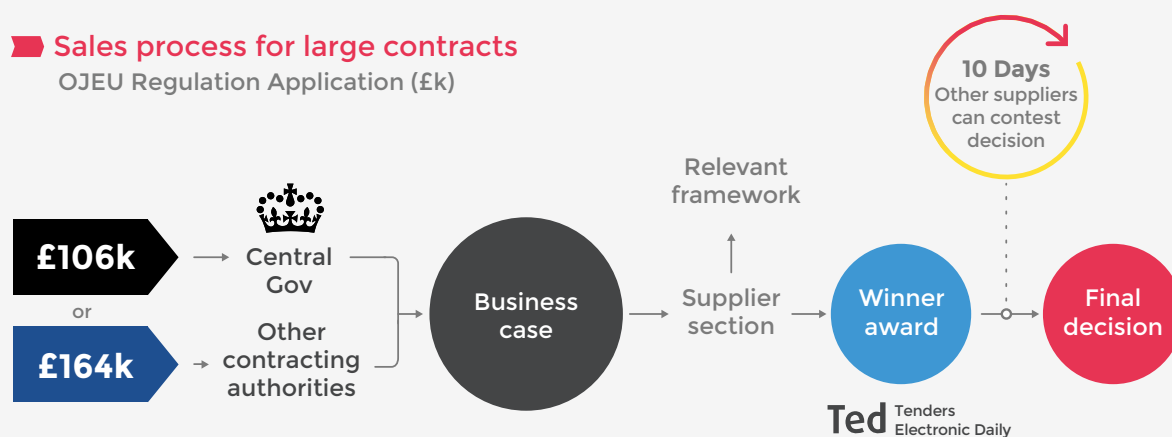 Sales process for large contracts
OJEU Regulation Application (£k)
10 Days
Other suppliers
can contest
decision
Relevant
framework
£106k
Central
Gov
or
£164k
Other
contracting
authorities
Business
case
Supplier
section
Winner
award
Final
decision
Ted Tenders
Electronic Daily